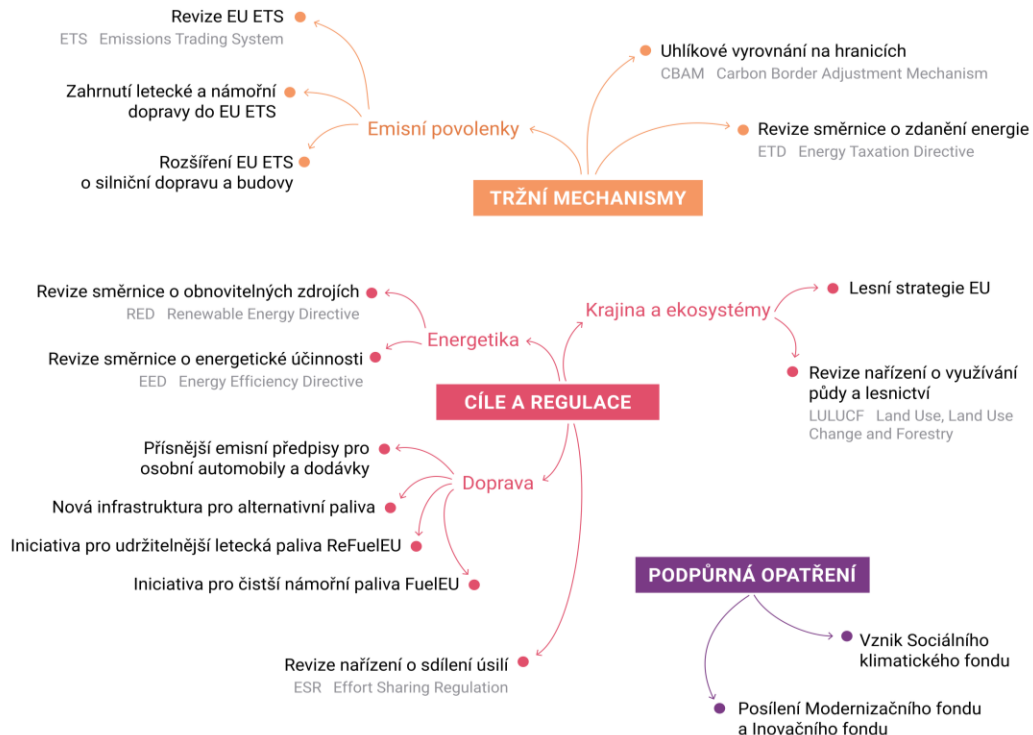 Revize EU ETS
ETS Emissions Trading System
Zahrnutí letecké a námořní
dopravy do EU ETS
Rozšíření EU ETS
o silniční dopravu a budovy
Emisní povolenky
Uhlíkové vyrovnání na hranicích
CBAM Carbon Border Adjustment Mechanism
Revize směrnice o zdanění energie
ETD Energy Taxation Directive
TRŽNÍ MECHANISMY
Revize směrnice o obnovitelných zdrojích
RED Renewable Energy Directive
Revize směrnice o energetické účinnosti
EED Energy Efficiency Directive
Energetika
Krajina a ekosystémy
Lesní strategie EU
Revize nařízení o využívání
půdy a lesnictví
LULUCF Land Use, Land Use
Change and Forestry
CÍLE A REGULACE
Přísnější emisní předpisy pro
osobní automobily a dodávky
Doprava
Nová infrastruktura pro alternativní paliva
Iniciativa pro udržitelnější letecká paliva ReFuelEU
Iniciativa pro čistší námořní paliva FuelEU
Revize nařízení o sdílení úsilí
ESR Effort Sharing Regulation
PODPŮRNÁ OPATŘENÍ
Vznik Sociálního
klimatického fondu
Posílení Modernizačního fondu
a Inovačního fondu